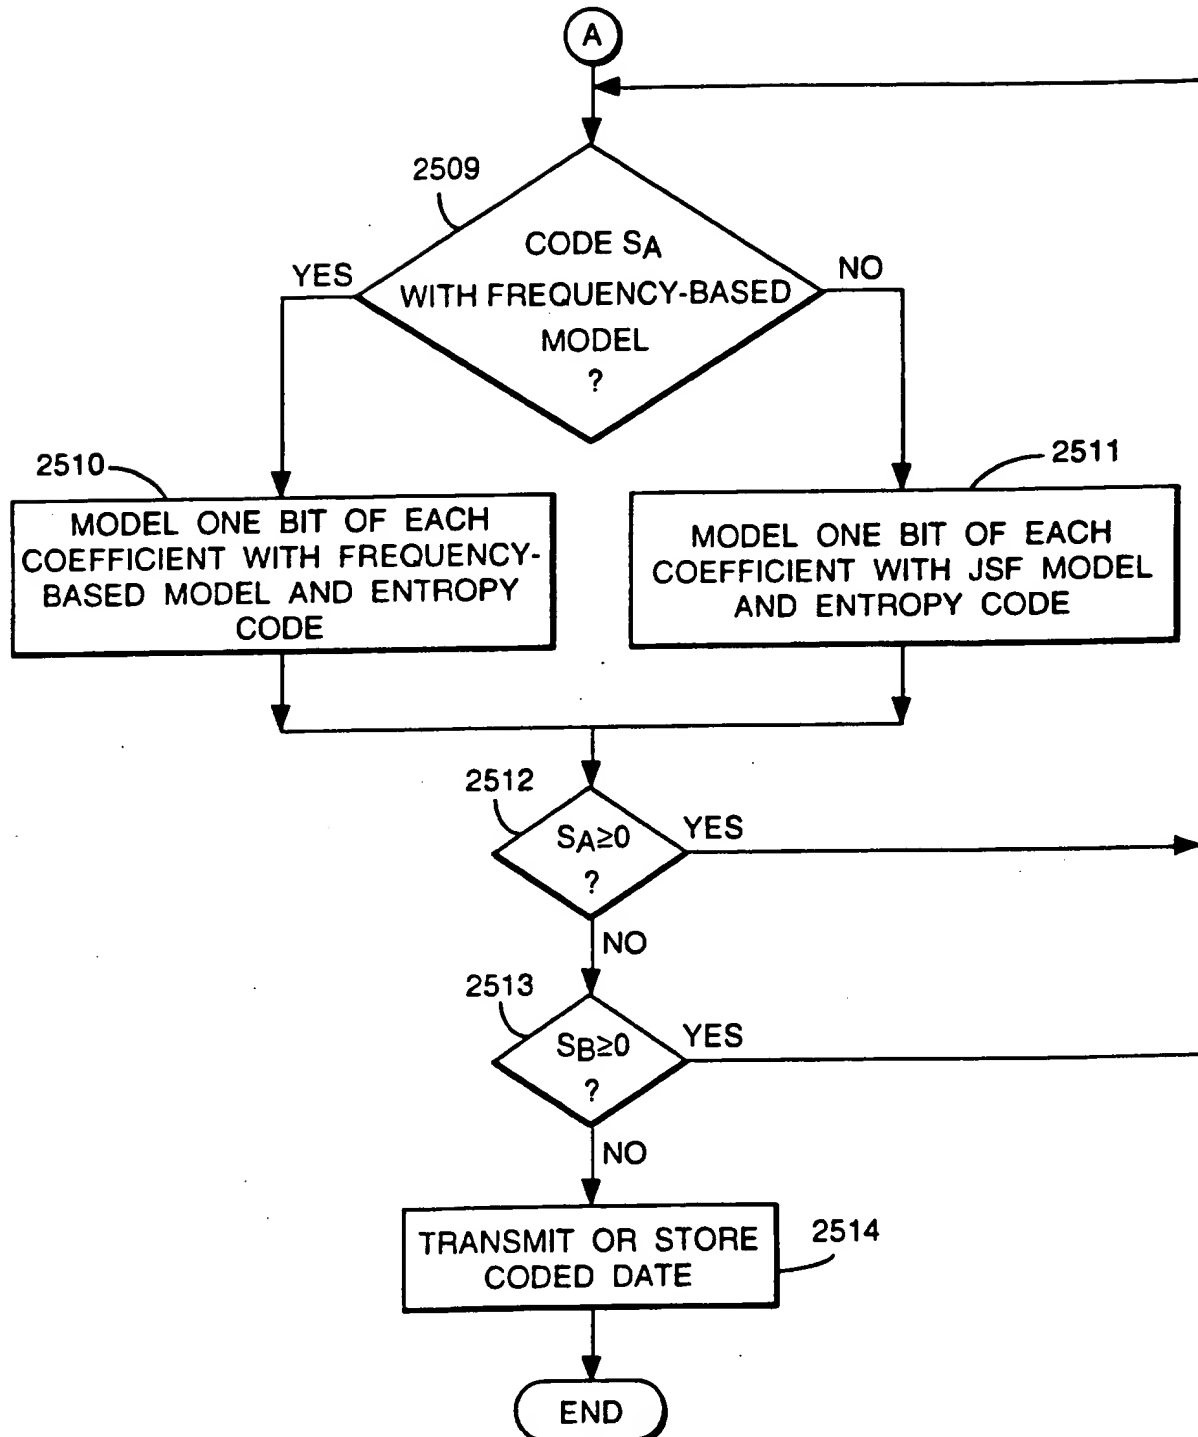 A
2509
CODE SA
YES
NO
WITH FREQUENCY-BASED
MODEL
?
2510
2511
MODEL ONE BIT OF EACH
COEFFICIENT WITH FREQUENCY-
BASED MODEL AND ENTROPY
CODE
MODEL ONE BIT OF EACH
COEFFICIENT WITH JSF MODEL
AND ENTROPY CODE
2512
SA≥0
?
YES
NO
2513
SB≥0
?
YES
NO
TRANSMIT OR STORE
CODED DATE
2514
END